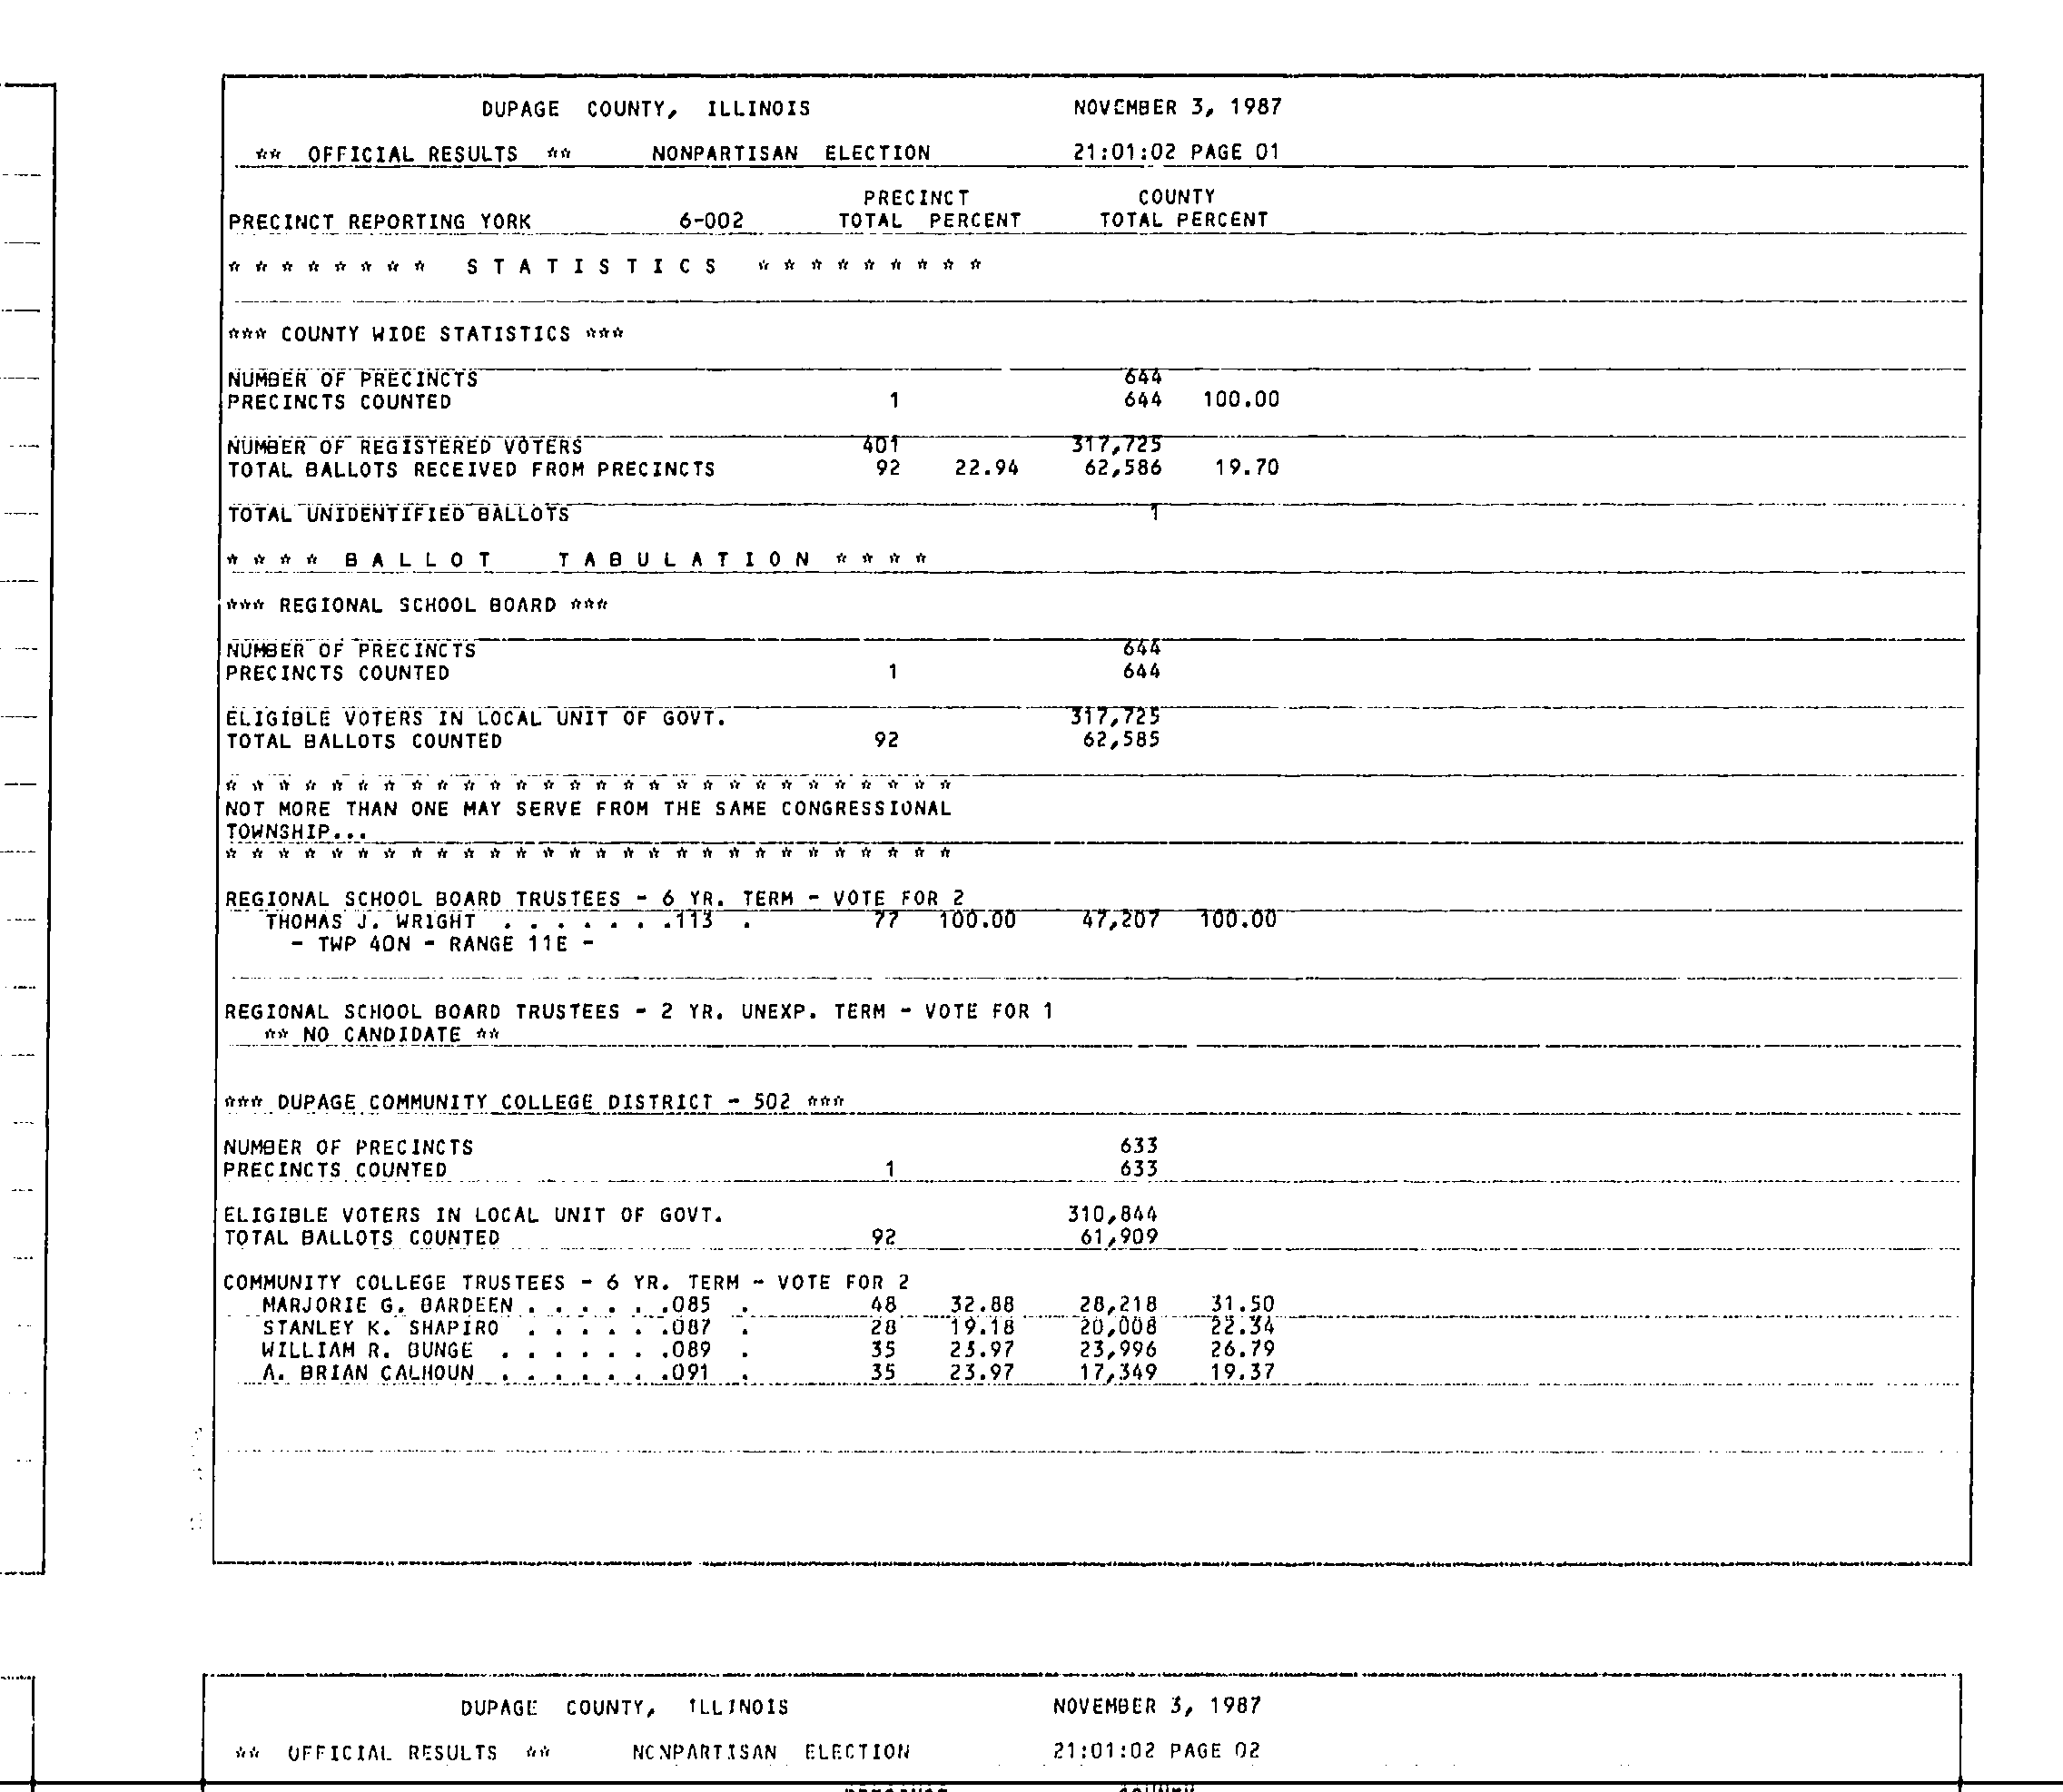 DUPAGE COUNTY, ILLINOIS NOVEMBER 3, 1987
** OFFICIAL RESULTS ** NONPARTISAN ELECTION 21:01:02 PAGE 01
PRECINCT COUNTY
PRECINCT REPORTING YORK 6-002 TOTAL PERCENT TOTAL PERCENT
* * * * * * * * S T A T I S T I C S * * * * * * * * *
*** COUNTY WIDE STATISTICS ***
NUMBER OF PRECINCTS 644
PRECINCTS COUNTED 1 644 100.00
NUMBER OF REGISTERED VOTERS 401 317,725
TOTAL BALLOTS RECEIVED FROM PRECINCTS 92 22.94 62,586 19.70
TOTAL UNIDENTIFIED BALLOTS 1
* * * * B A L L O T T A B U L A T I O N * * * *
*** REGIONAL SCHOOL BOARD ***
NUMBER OF PRECINCTS 644
PRECINCTS COUNTED 1 644
ELIGIBLE VOTERS IN LOCAL UNIT OF GOVT. 317,725
TOTAL BALLOTS COUNTED 92 62,585
* * * * * * * * * * * * * * * * * * * * * * * * * * * *
NOT MORE THAN ONE MAY SERVE FROM THE SAME CONGRESSIONAL
TOWNSHIP...
* * * * * * * * * * * * * * * * * * * * * * * * * * * *
REGIONAL SCHOOL BOARD TRUSTEES - 6 YR. TERM - VOTE FOR 2
THOMAS J. WRIGHT . . . . . . .113 . 77 100.00 47,207 100.00
- TWP 40N - RANGE 11E -
REGIONAL SCHOOL BOARD TRUSTEES - 2 YR. UNEXP. TERM - VOTE FOR 1
** NO CANDIDATE **
*** DUPAGE COMMUNITY COLLEGE DISTRICT - 502 ***
NUMBER OF PRECINCTS 633
PRECINCTS COUNTED 1 633
ELIGIBLE VOTERS IN LOCAL UNIT OF GOVT. 310,844
TOTAL BALLOTS COUNTED 92 61,909
COMMUNITY COLLEGE TRUSTEES - 6 YR. TERM - VOTE FOR 2
MARJORIE G. BARDEEN . . . . . .085 . 48 32.88 28,218 31.50
STANLEY K. SHAPIRO . . . . . .087 . 28 19.18 20,008 22.34
WILLIAM R. BUNGE . . . . . . .089 . 35 23.97 23,996 26.79
A. BRIAN CALHOUN . . . . . . .091 . 35 23.97 17,349 19.37
DUPAGE COUNTY, ILLINOIS NOVEMBER 3, 1987
** OFFICIAL RESULTS ** NONPARTISAN ELECTION 21:01:02 PAGE 02